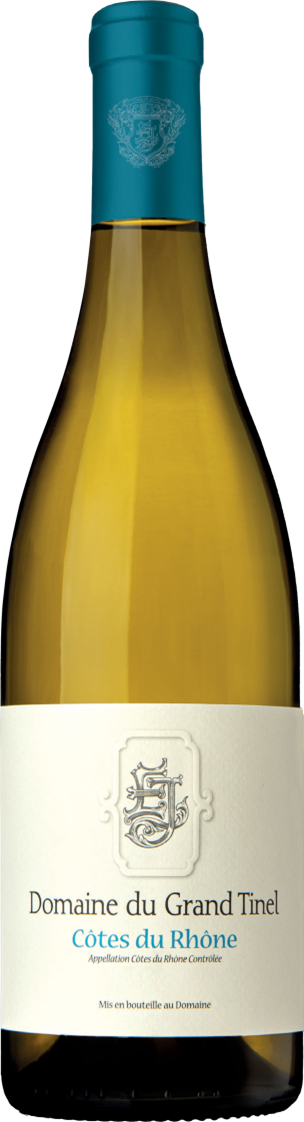 Domaine du Grand Tinel
Côtes du Rhône
Appellation Côtes du Rhône Contrôlée
Mis en bouteille au Domaine